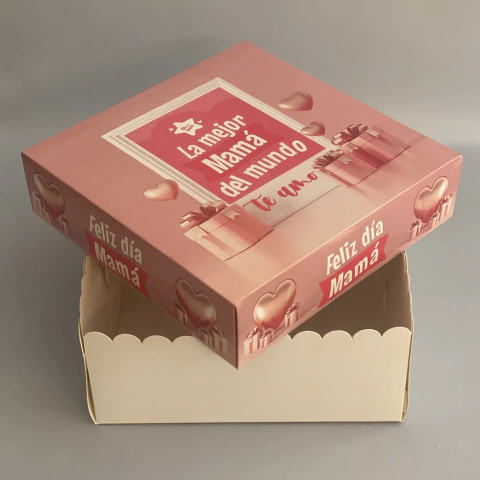 La mejor
Mamá
del mundo
te amo
Feliz día
Mamá
Feliz día
Mamá